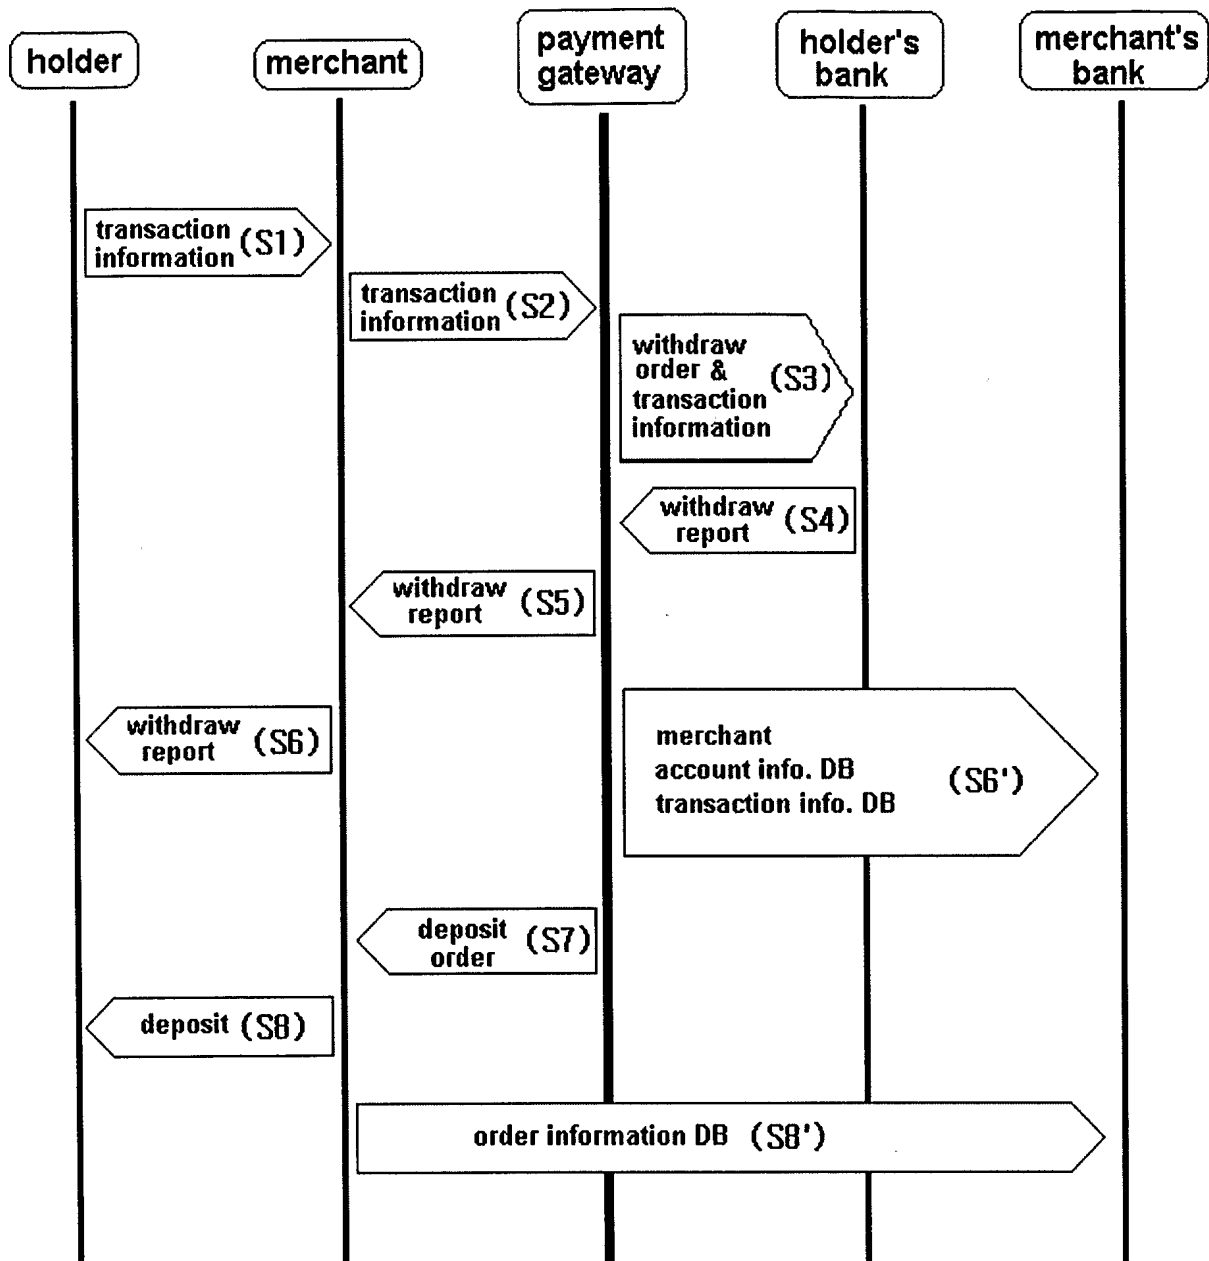 holder
merchant
payment
gateway
holder's
bank
merchant's
bank
transaction
information (S1)
transaction
information (S2)
withdraw
order &
transaction
information
(S3)
withdraw
report
(S4)
withdraw
report
(S5)
withdraw
report
(S6)
merchant
account info. DB
transaction info. DB
(S6')
deposit
order
(S7)
deposit (S8)
order information DB (S8')